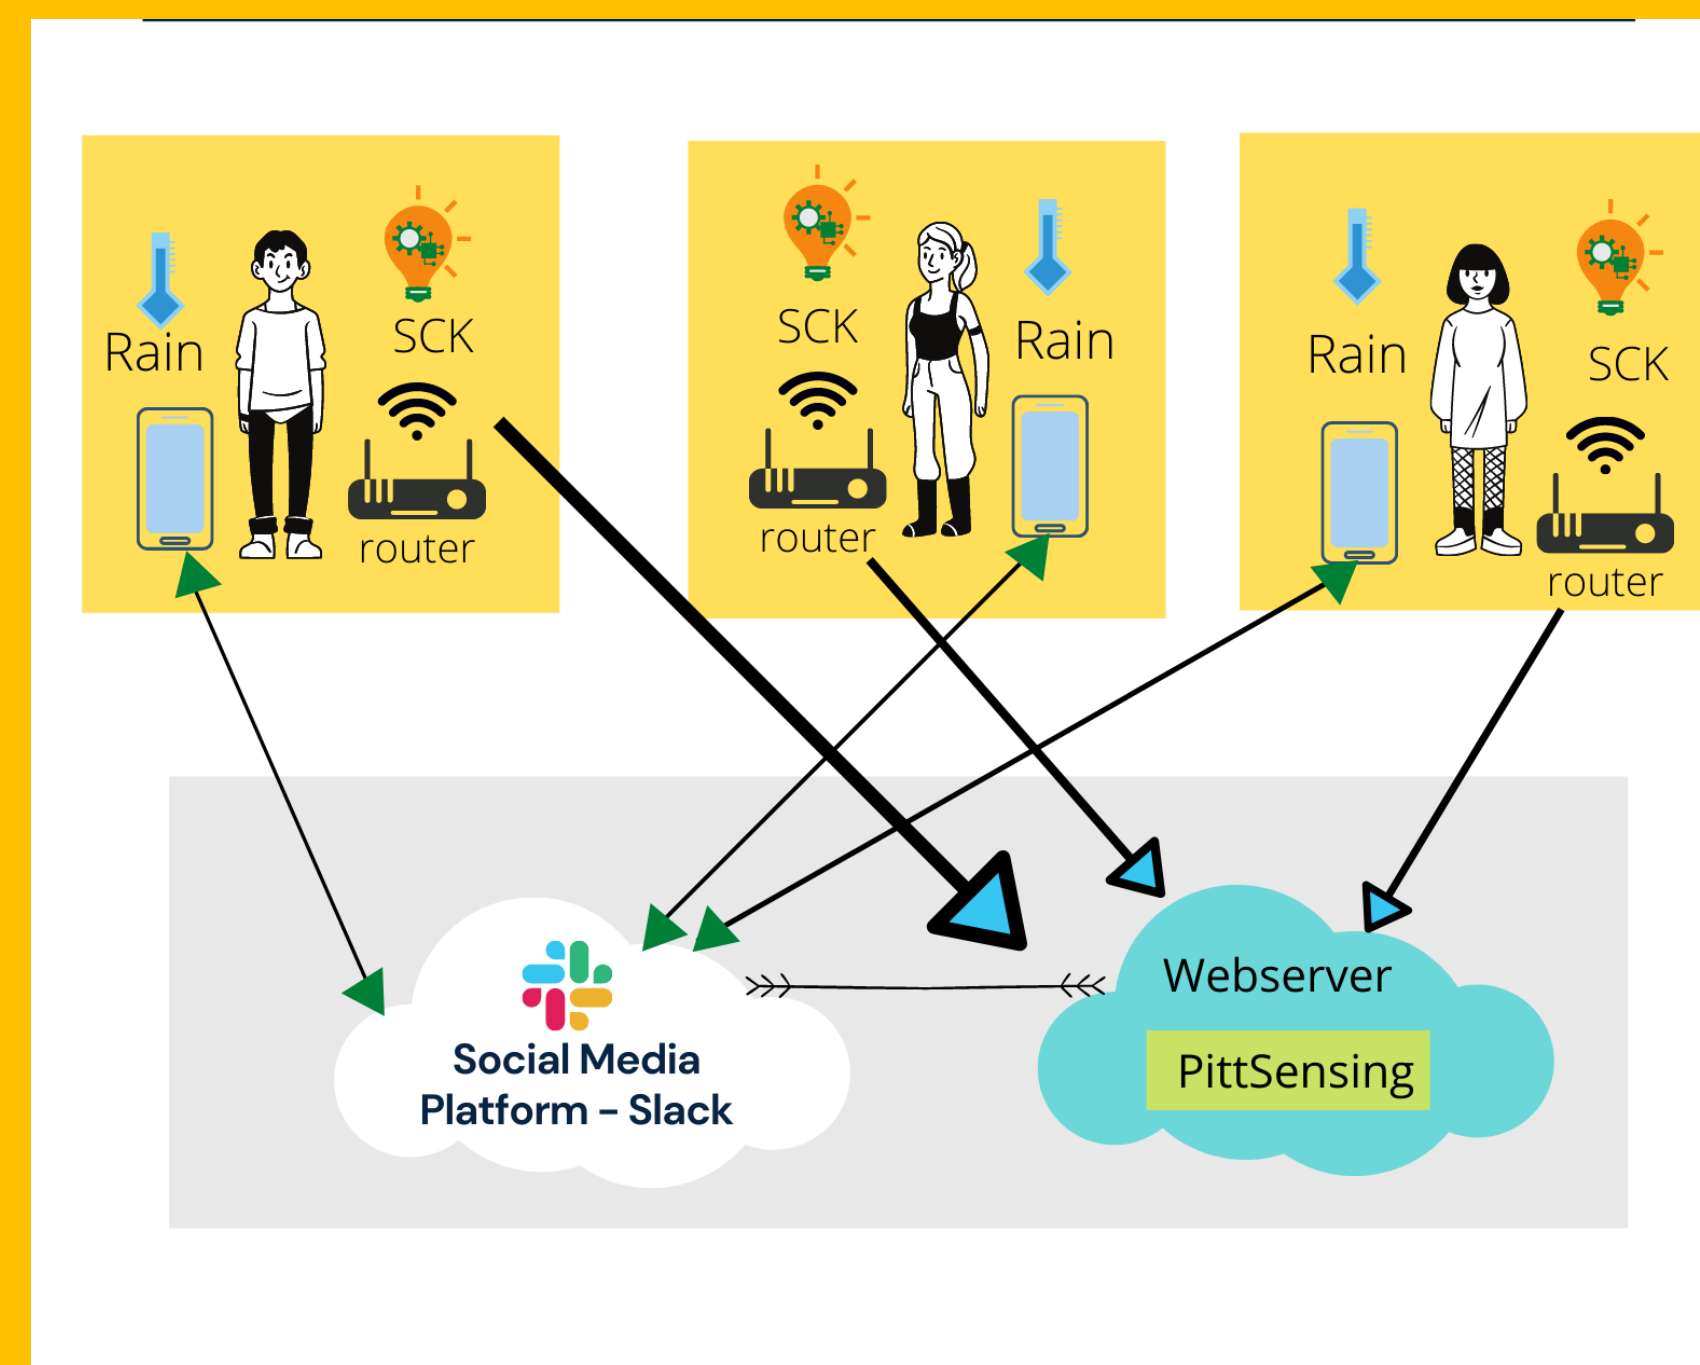 Rain
SCK
router
SCK
Rain
router
Rain
SCK
router
Social Media
Platform – Slack
Webserver
PittSensing